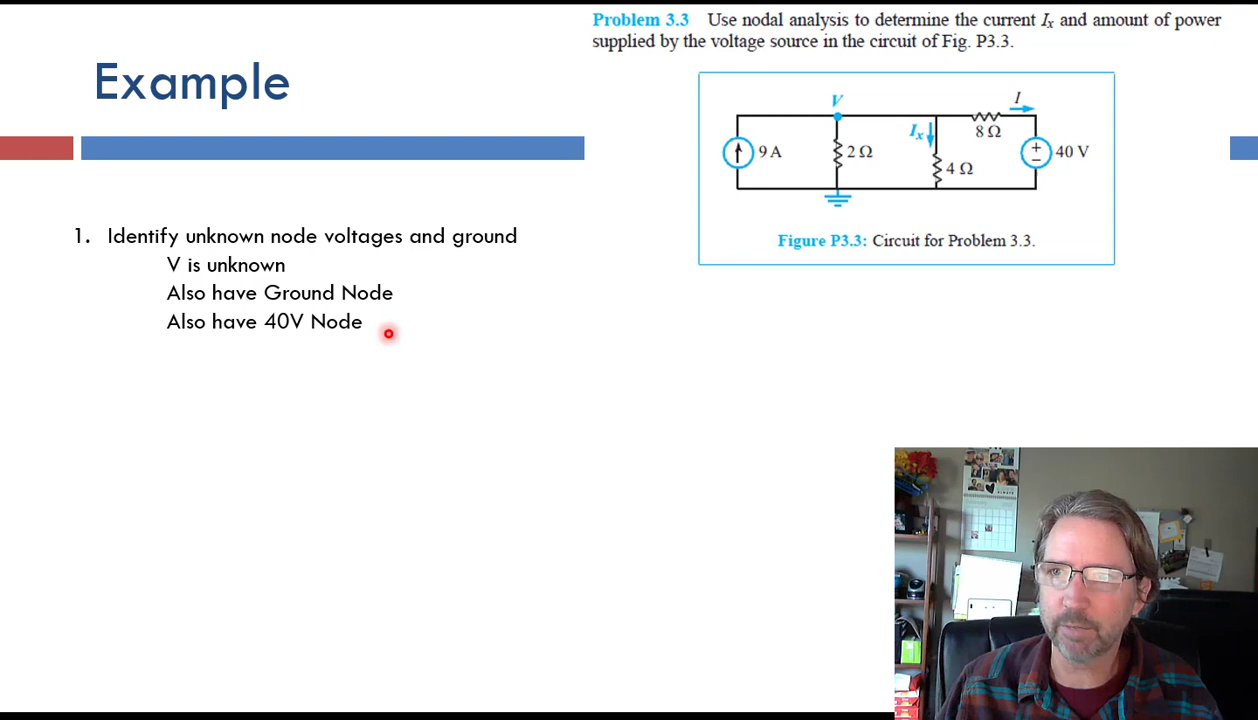 Problem 3.3 Use nodal analysis to determine the current Ix and amount of power
supplied by the voltage source in the circuit of Fig. P3.3.
Example
V
I
Ix
8 Ω
9 A
2 Ω
+
−
40 V
4 Ω
Figure P3.3: Circuit for Problem 3.3.
1. Identify unknown node voltages and ground
V is unknown
Also have Ground Node
Also have 40V Node